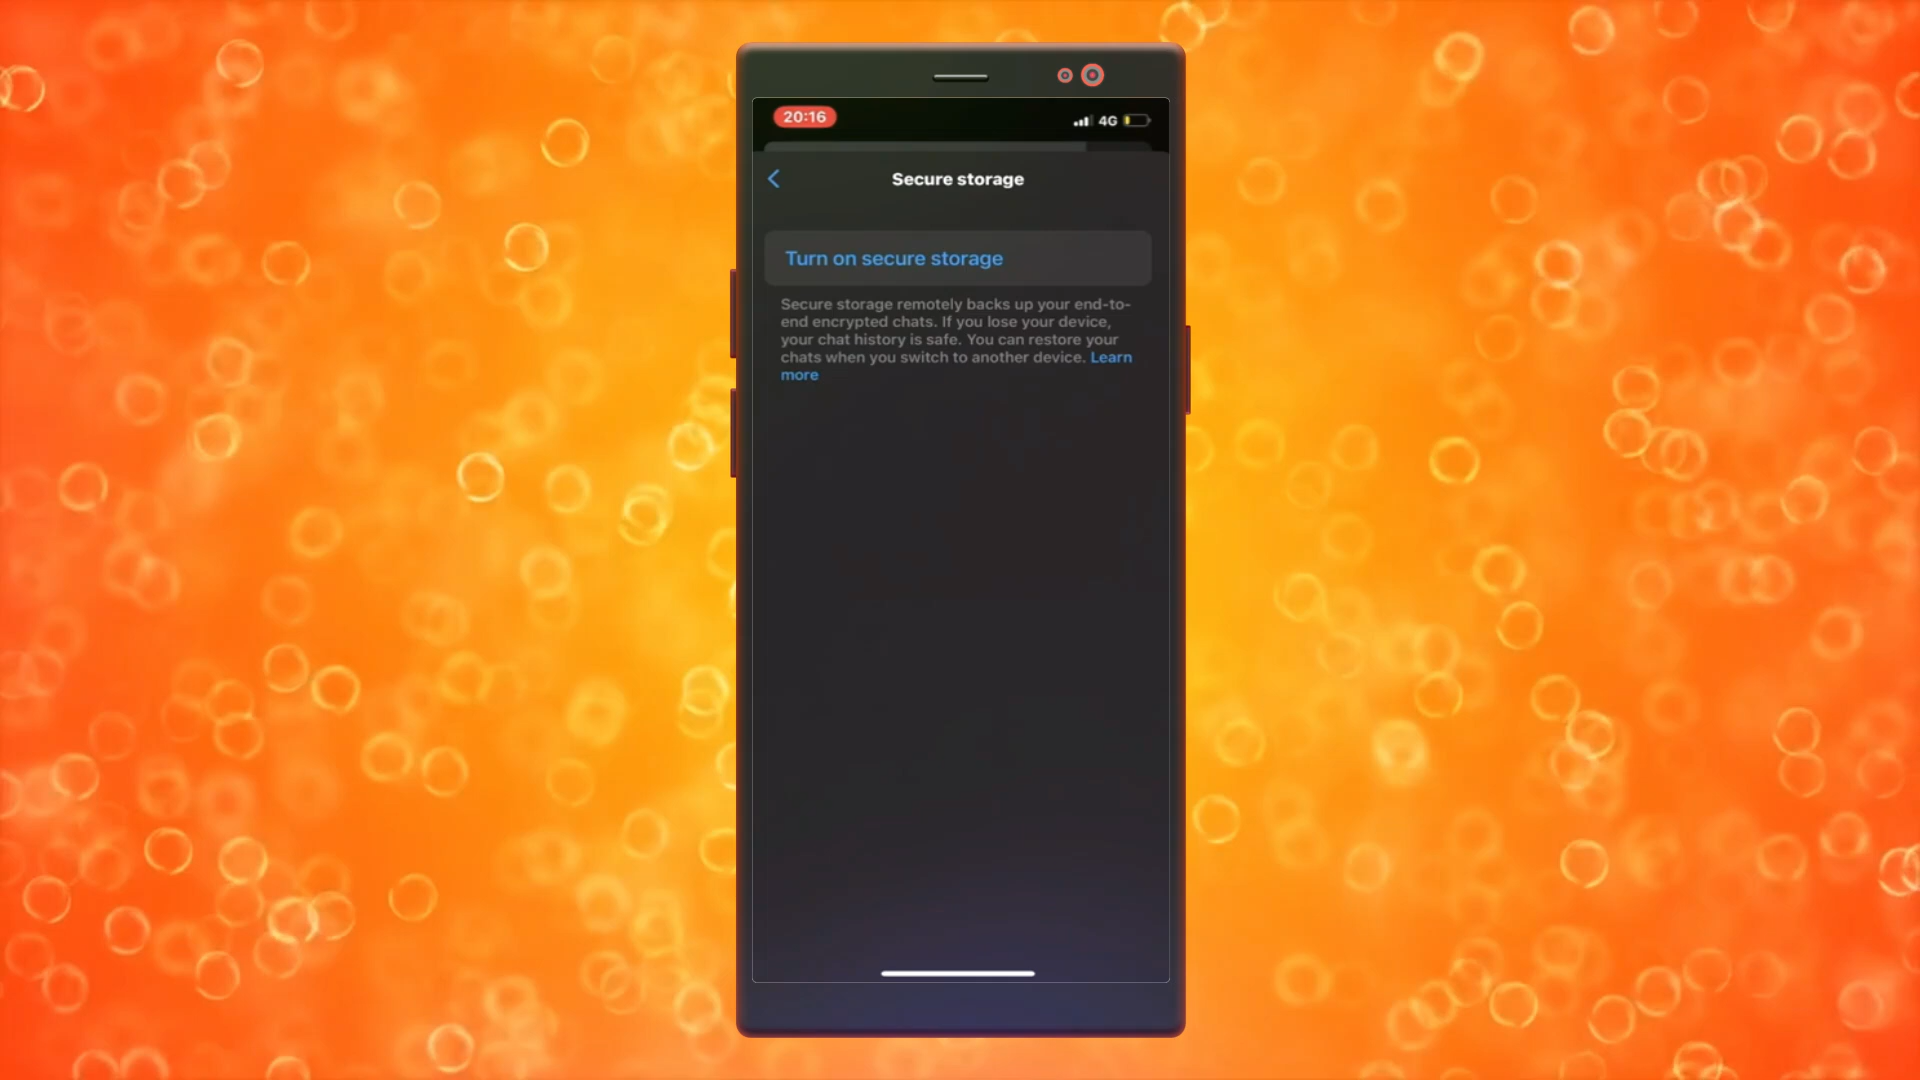 20:16
4G
Secure storage
Turn on secure storage
Secure storage remotely backs up your end-to-
end encrypted chats. If you lose your device,
your chat history is safe. You can restore your
chats when you switch to another device. Learn
more